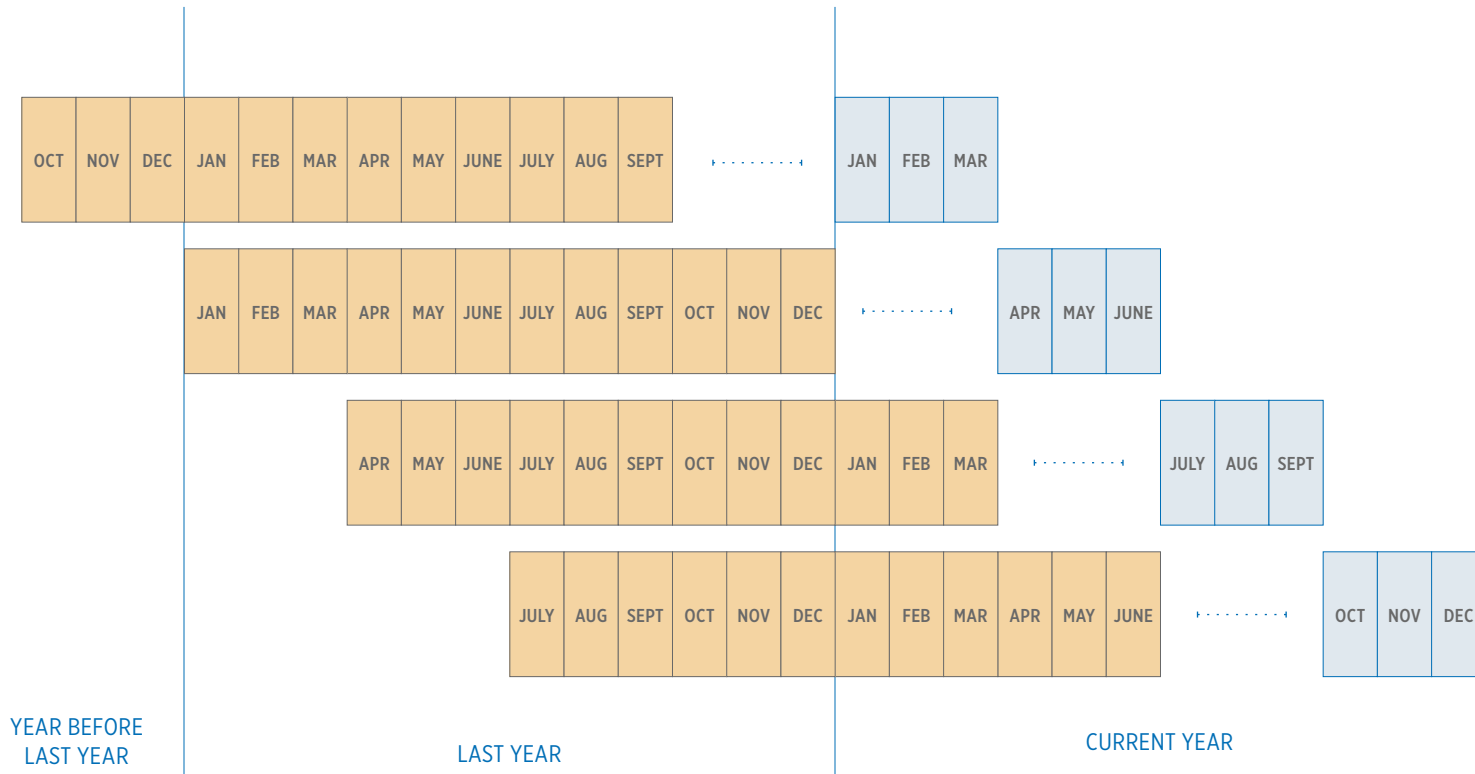 OCT NOV DEC JAN FEB MAR APR MAY JUNE JULY AUG SEPT JAN FEB MAR
JAN FEB MAR APR MAY JUNE JULY AUG SEPT OCT NOV DEC APR MAY JUNE
APR MAY JUNE JULY AUG SEPT OCT NOV DEC JAN FEB MAR JULY AUG SEPT
JULY AUG SEPT OCT NOV DEC JAN FEB MAR APR MAY JUNE OCT NOV DEC
YEAR BEFORE
LAST YEAR
LAST YEAR
CURRENT YEAR